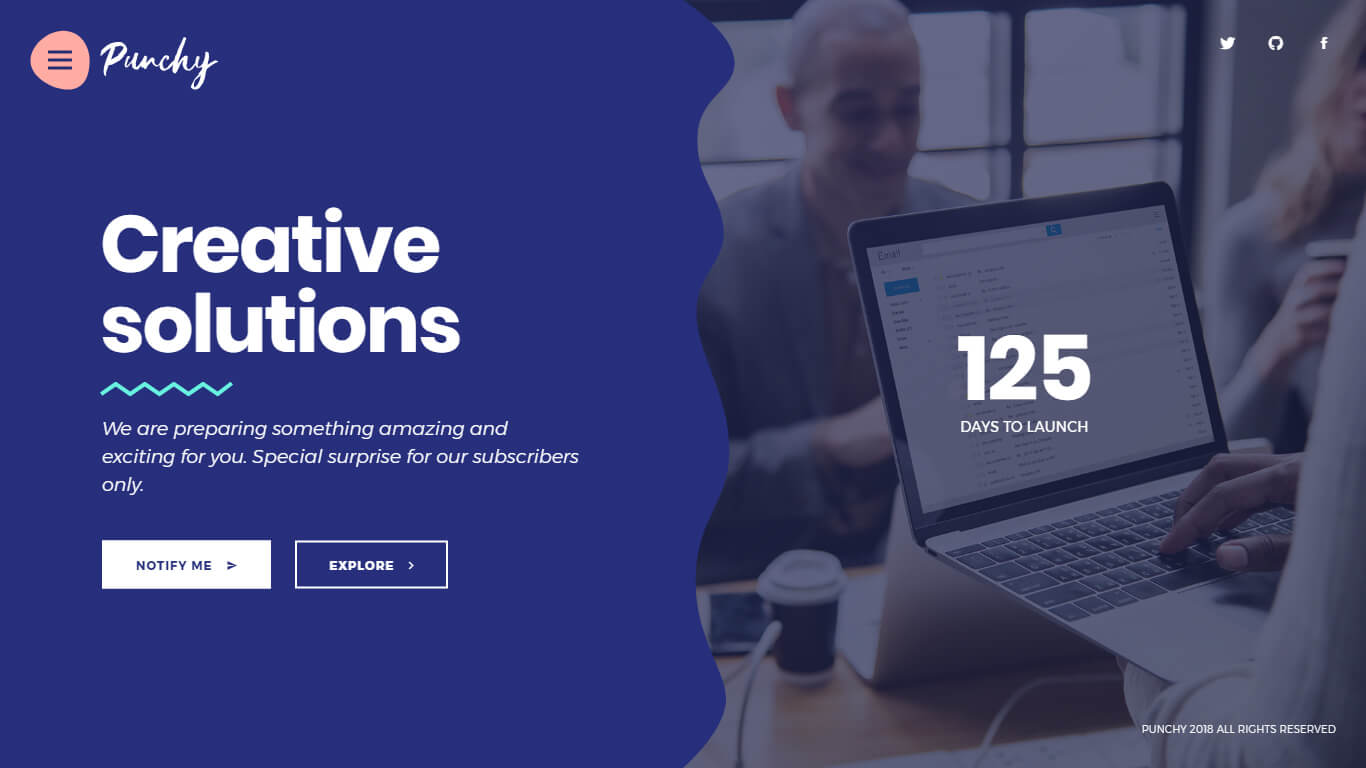 Punchy
Creative
solutions
We are preparing something amazing and
exciting for you. Special surprise for our subscribers
only.
NOTIFY ME
EXPLORE
Email
125
DAYS TO LAUNCH
PUNCHY 2018 ALL RIGHTS RESERVED